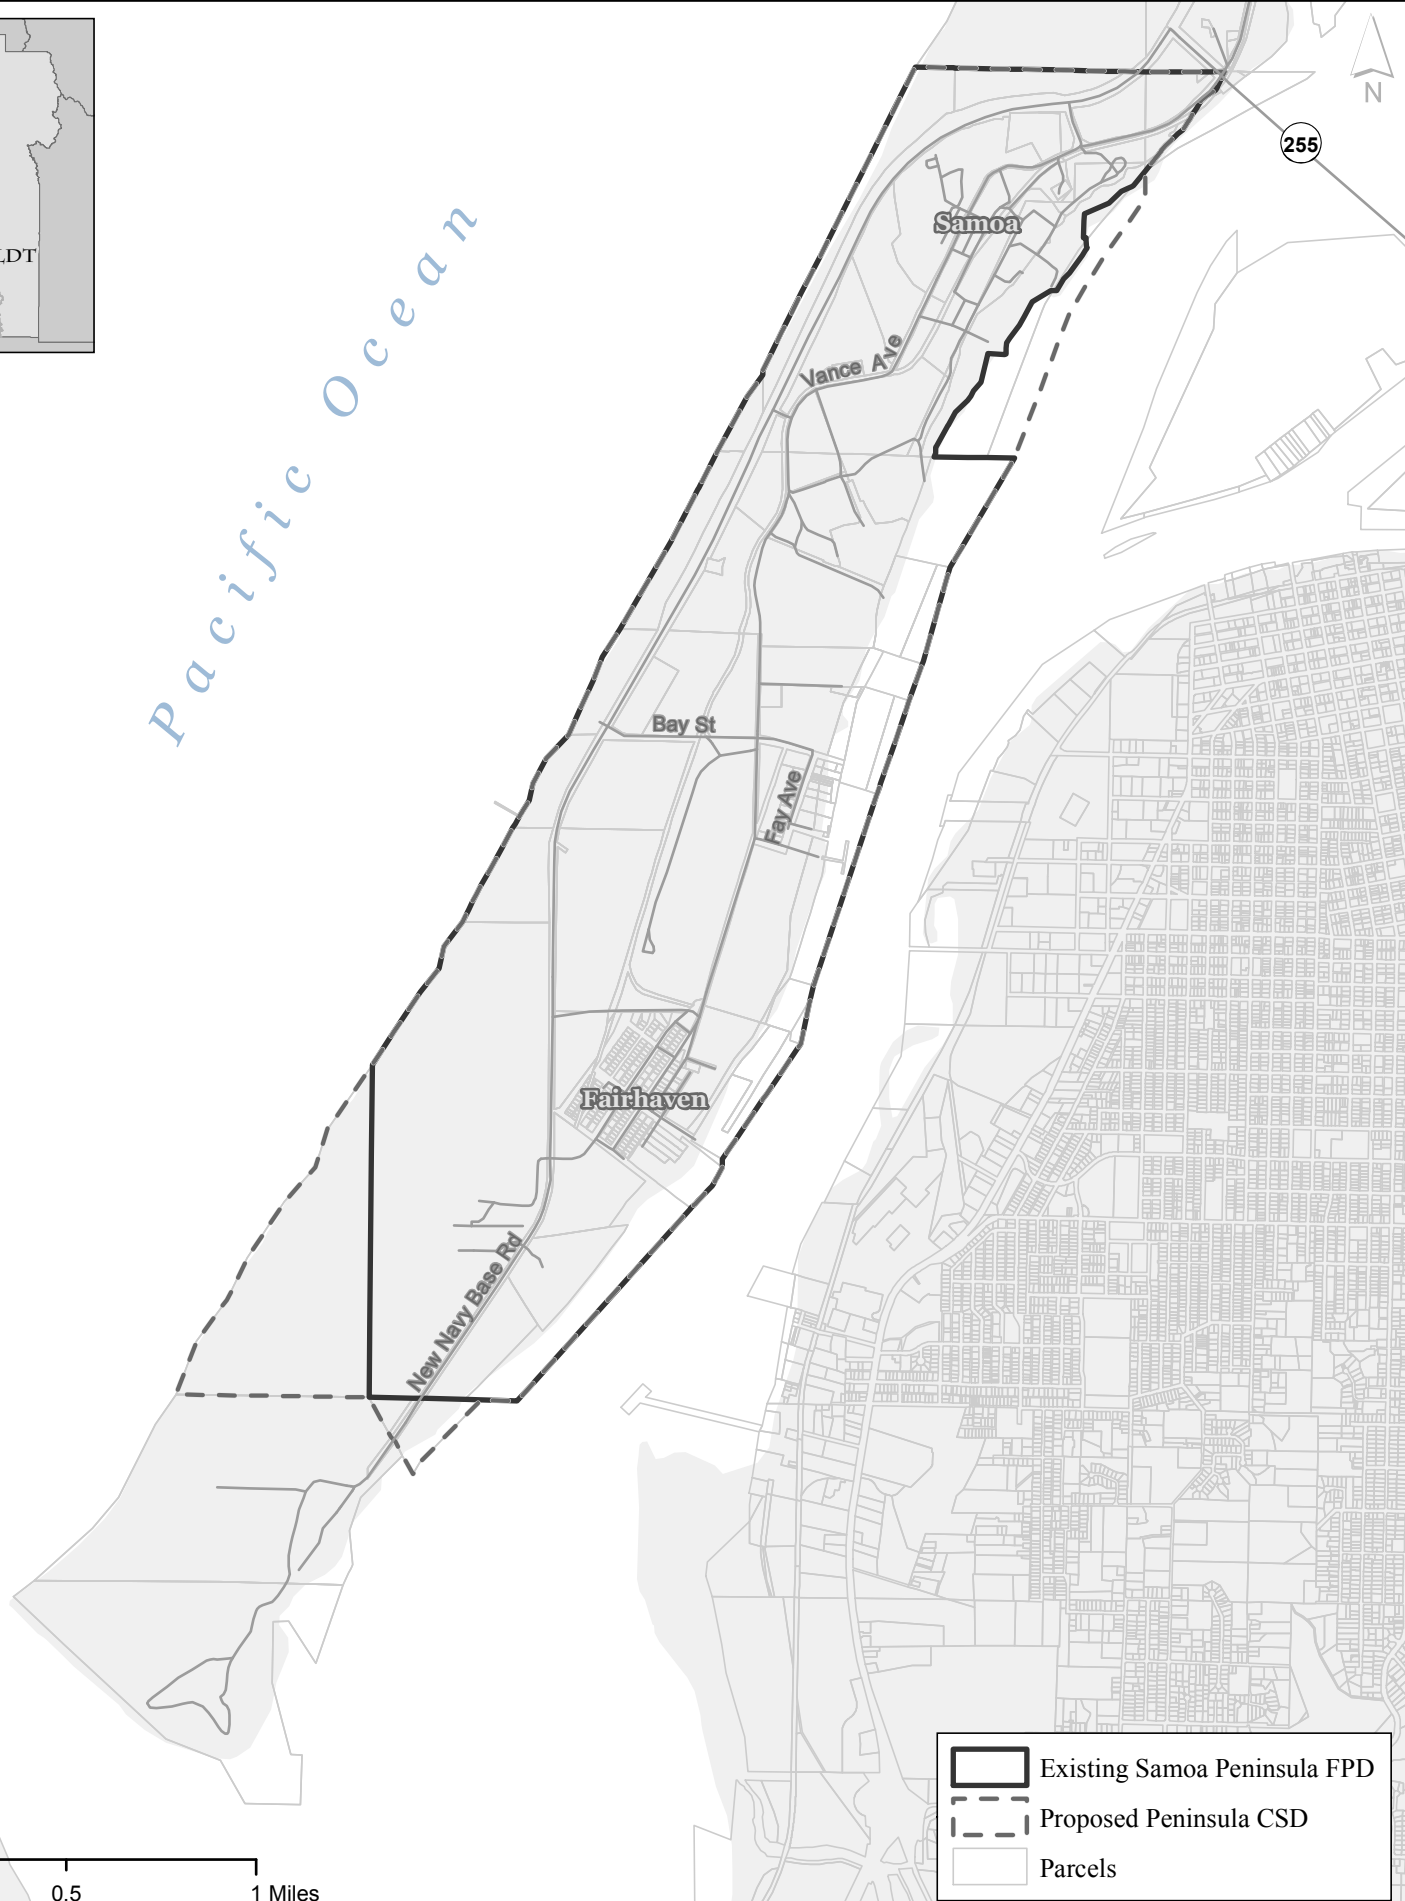 N
255
Samoa
LDT
Vance Ave
Pacific Ocean
Bay St
Fay Ave
Fairhaven
New Navy Base Rd
Existing Samoa Peninsula FPD
Proposed Peninsula CSD
Parcels
0.5
1 Miles